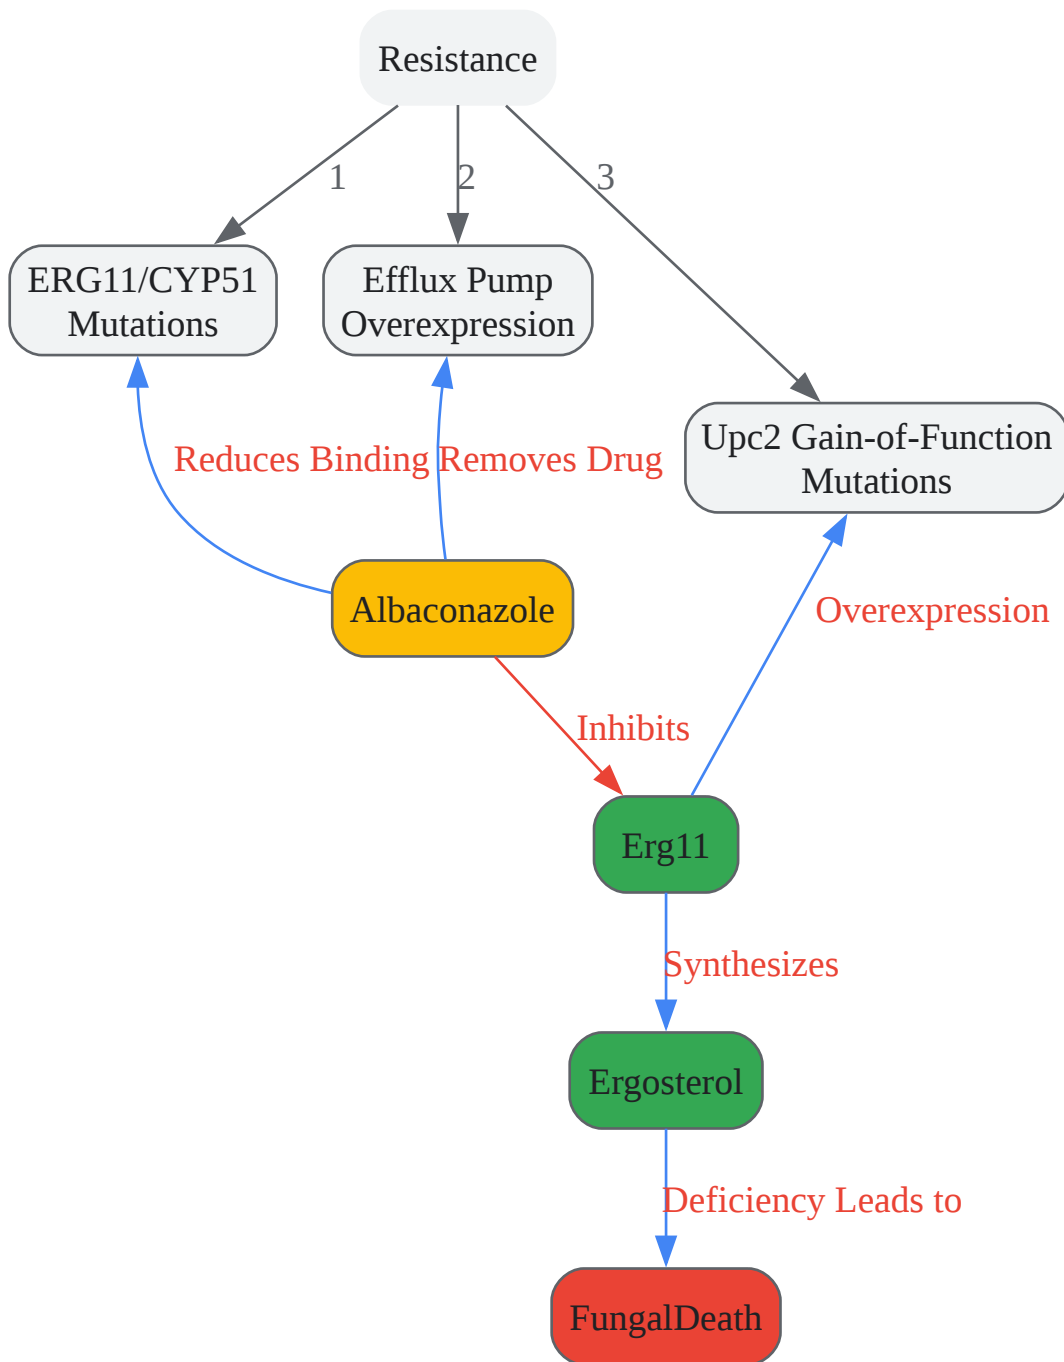 Resistance
1
2
3
ERG11/CYP51
Mutations
Efflux Pump
Overexpression
Upc2 Gain-of-Function
Mutations
Reduces Binding
Removes Drug
Albaconazole
Overexpression
Inhibits
Erg11
Synthesizes
Ergosterol
Deficiency Leads to
FungalDeath